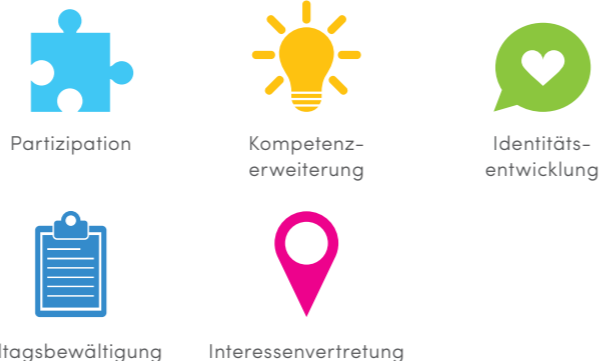 Partizipation
Kompetenz-
erweiterung
Identitäts-
entwicklung
ltagsbewältigung
Interessenvertretung